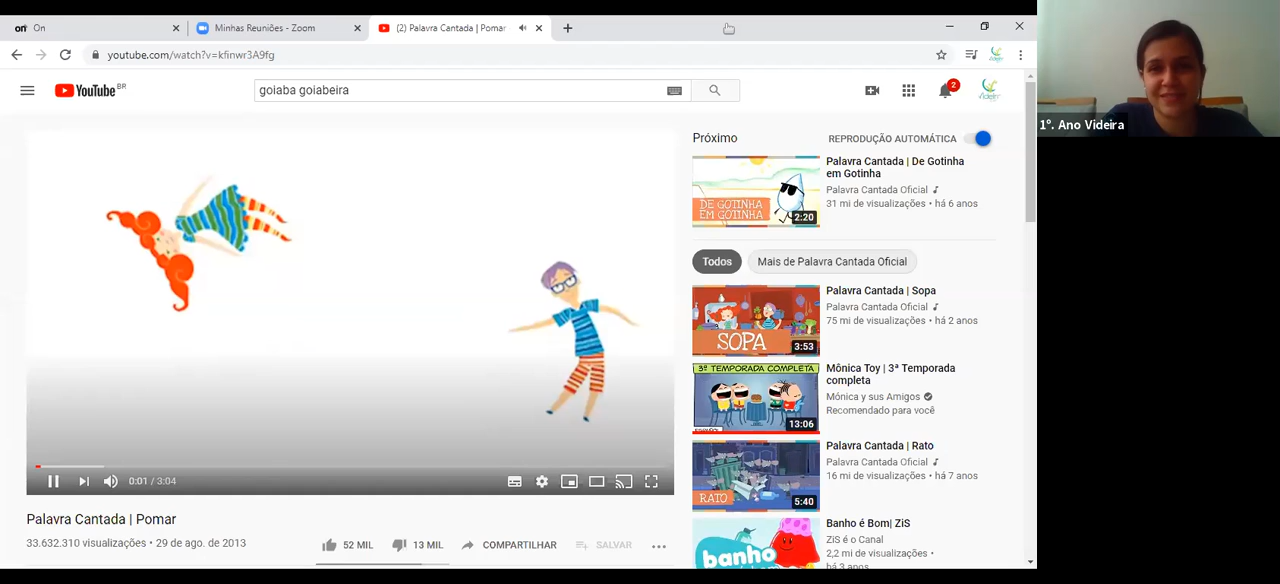 on On
Minhas Reuniões - Zoom
(2) Palavra Cantada | Pomar
youtube.com/watch?v=kfinwr3A9fg
YouTube BR
goiaba goiabeira
2
Videira
1º. Ano Videira
Próximo
REPRODUÇÃO AUTOMÁTICA
DE GOTINHA
EM GOTINHA
2:20
Palavra Cantada | De Gotinha
em Gotinha
Palavra Cantada Oficial
31 mi de visualizações • há 6 anos
Todos
Mais de Palavra Cantada Oficial
SOPA
3:53
Palavra Cantada | Sopa
Palavra Cantada Oficial
75 mi de visualizações • há 2 anos
3ª TEMPORADA COMPLETA
13:06
Mônica Toy | 3ª Temporada
completa
Mónica y sus Amigos
Recomendado para você
RATO
5:40
Palavra Cantada | Rato
Palavra Cantada Oficial
16 mi de visualizações • há 7 anos
banho
Banho é Bom| ZiS
ZiS é o Canal
2,2 mi de visualizações •
há 3 anos
0:01 / 3:04
Palavra Cantada | Pomar
33.632.310 visualizações • 29 de ago. de 2013
52 MIL
13 MIL
COMPARTILHAR
SALVAR